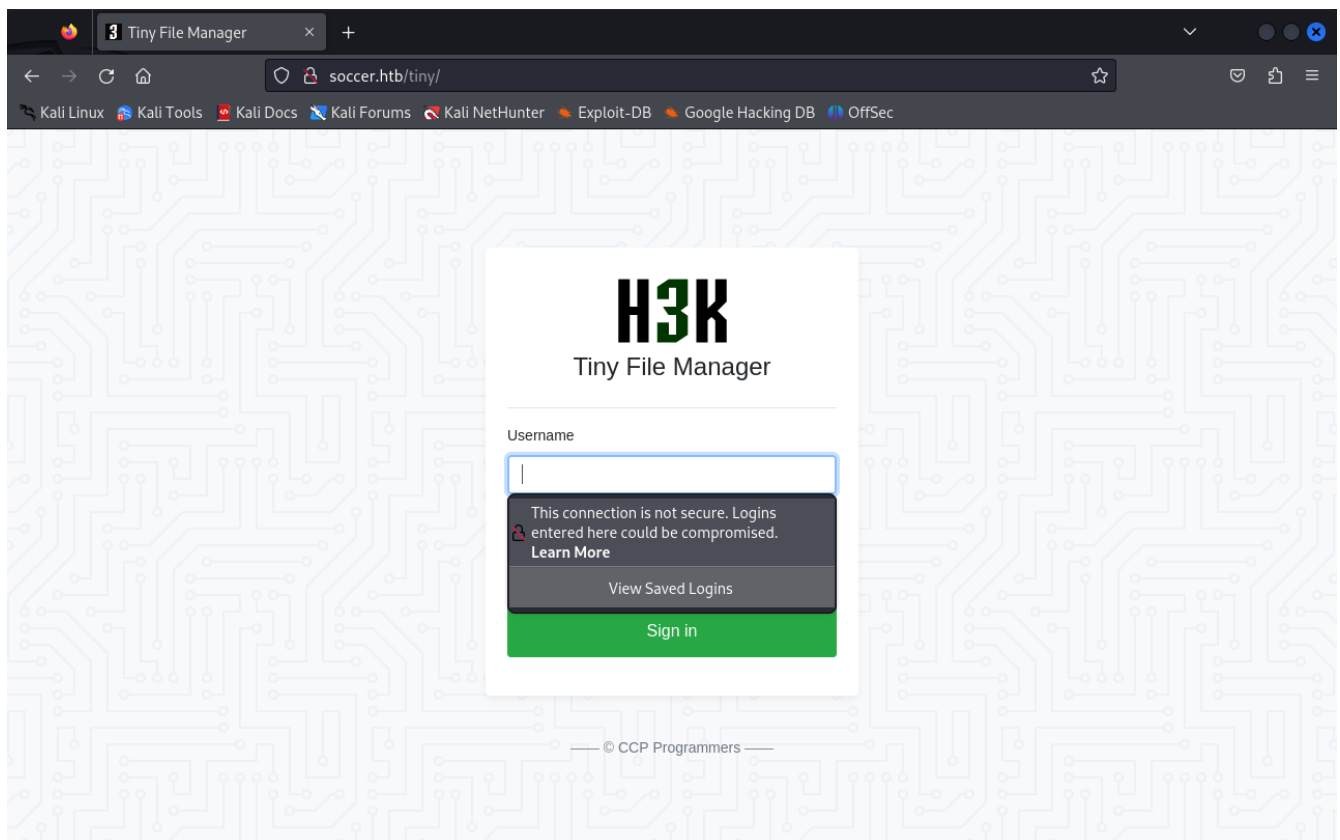 Tiny File Manager
soccer.htb/tiny/
Kali Linux Kali Tools Kali Docs Kali Forums Kali NetHunter Exploit-DB Google Hacking DB OffSec
H3K
Tiny File Manager
Username
This connection is not secure. Logins
entered here could be compromised.
Learn More
View Saved Logins
Sign in
—— © CCP Programmers ——